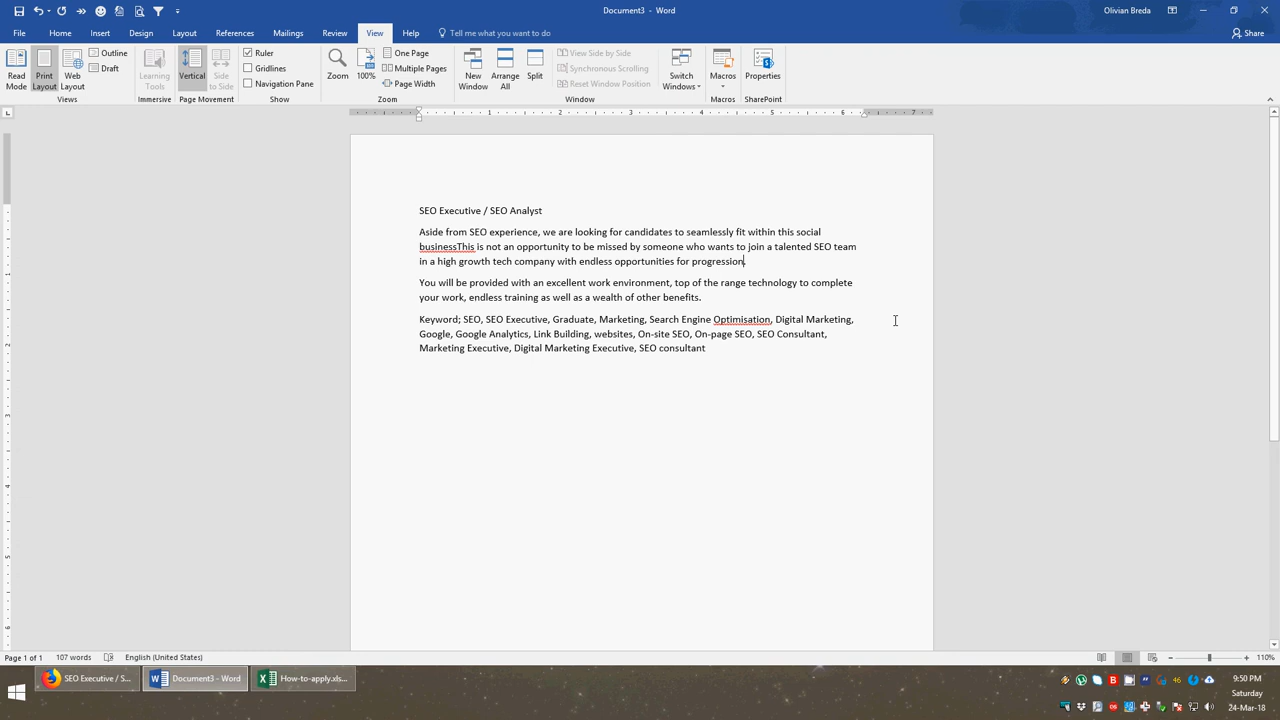 Document3 - Word
Olivian Breda
File Home Insert Design Layout References Mailings Review View Help Tell me what you want to do
Share
Read Mode
Print Layout
Web Layout
Outline
Draft
Views
Learning Tools
Immersive
Vertical
Side to Side
Page Movement
Ruler
Gridlines
Navigation Pane
Show
Zoom
100%
One Page
Multiple Pages
Page Width
Zoom
New Window
Arrange All
Split
View Side by Side
Synchronous Scrolling
Reset Window Position
Window
Switch Windows
Macros
Macros
Properties
SharePoint
1 2 3 4 5 6 7
SEO Executive / SEO Analyst
Aside from SEO experience, we are looking for candidates to seamlessly fit within this social
businessThis is not an opportunity to be missed by someone who wants to join a talented SEO team
in a high growth tech company with endless opportunities for progression.
You will be provided with an excellent work environment, top of the range technology to complete
your work, endless training as well as a wealth of other benefits.
Keyword; SEO, SEO Executive, Graduate, Marketing, Search Engine Optimisation, Digital Marketing,
Google, Google Analytics, Link Building, websites, On-site SEO, On-page SEO, SEO Consultant,
Marketing Executive, Digital Marketing Executive, SEO consultant
Page 1 of 1 107 words English (United States) 110%
SEO Executive / S...
Document3 - Word
How-to-apply.xls...
9:50 PM
Saturday
24-Mar-18